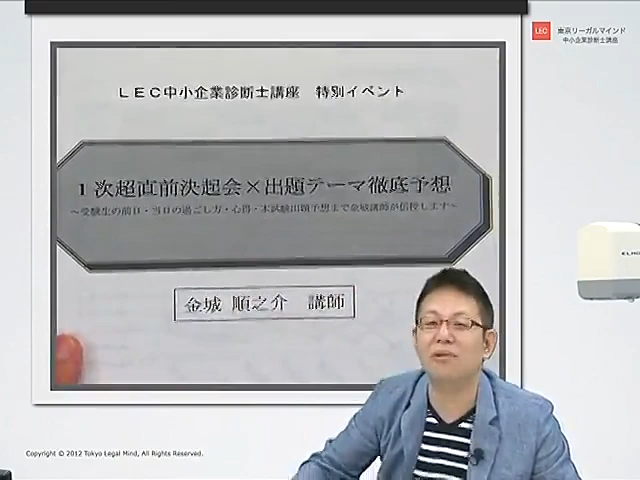 LEC 東京リーガルマインド
中小企業診断士講座
LEC中小企業診断士講座 特別イベント
1次超直前決起会×出題テーマ徹底予想
～受験生の前日・当日の過ごし方・心得・本試験出題予想まで金城講師が伝授します～
金城 順之介 講師
ELMO
Copyright © 2012 Tokyo Legal Mind, All Rights Reserved.